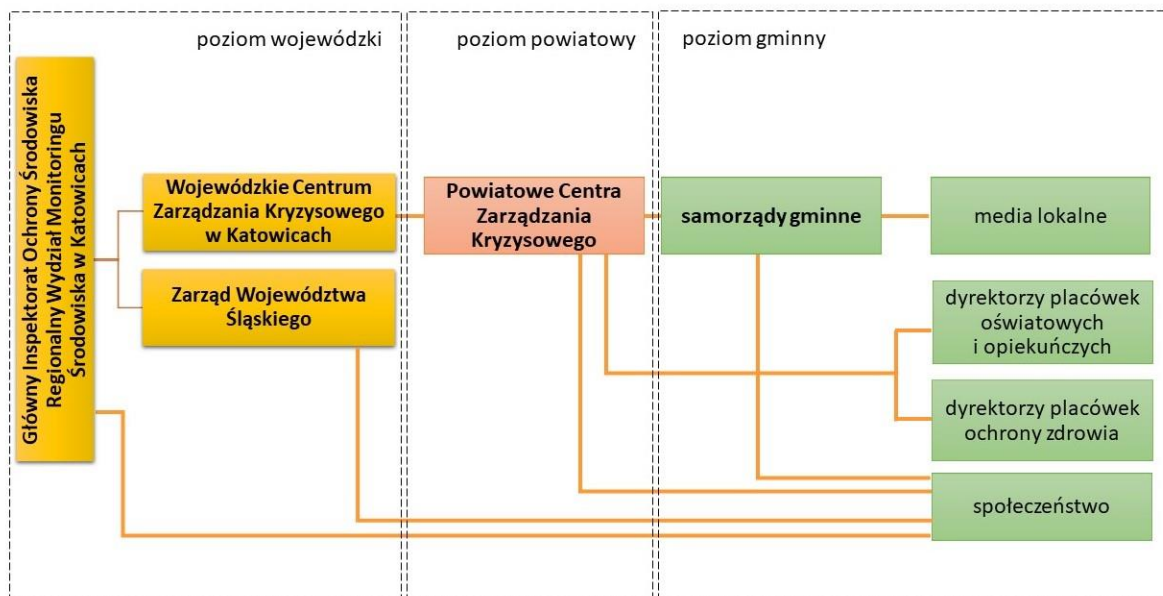 poziom wojewódzki
poziom powiatowy
poziom gminny
Główny Inspektorat Ochrony Środowiska
Regionalny Wydział Monitoringu
Środowiska w Katowicach
Wojewódzkie Centrum
Zarządzania Kryzysowego
w Katowicach
Zarząd Województwa
Śląskiego
Powiatowe Centra
Zarządzania
Kryzysowego
samorządy gminne
media lokalne
dyrektorzy placówek
oświatowych
i opiekuńczych
dyrektorzy placówek
ochrony zdrowia
społeczeństwo